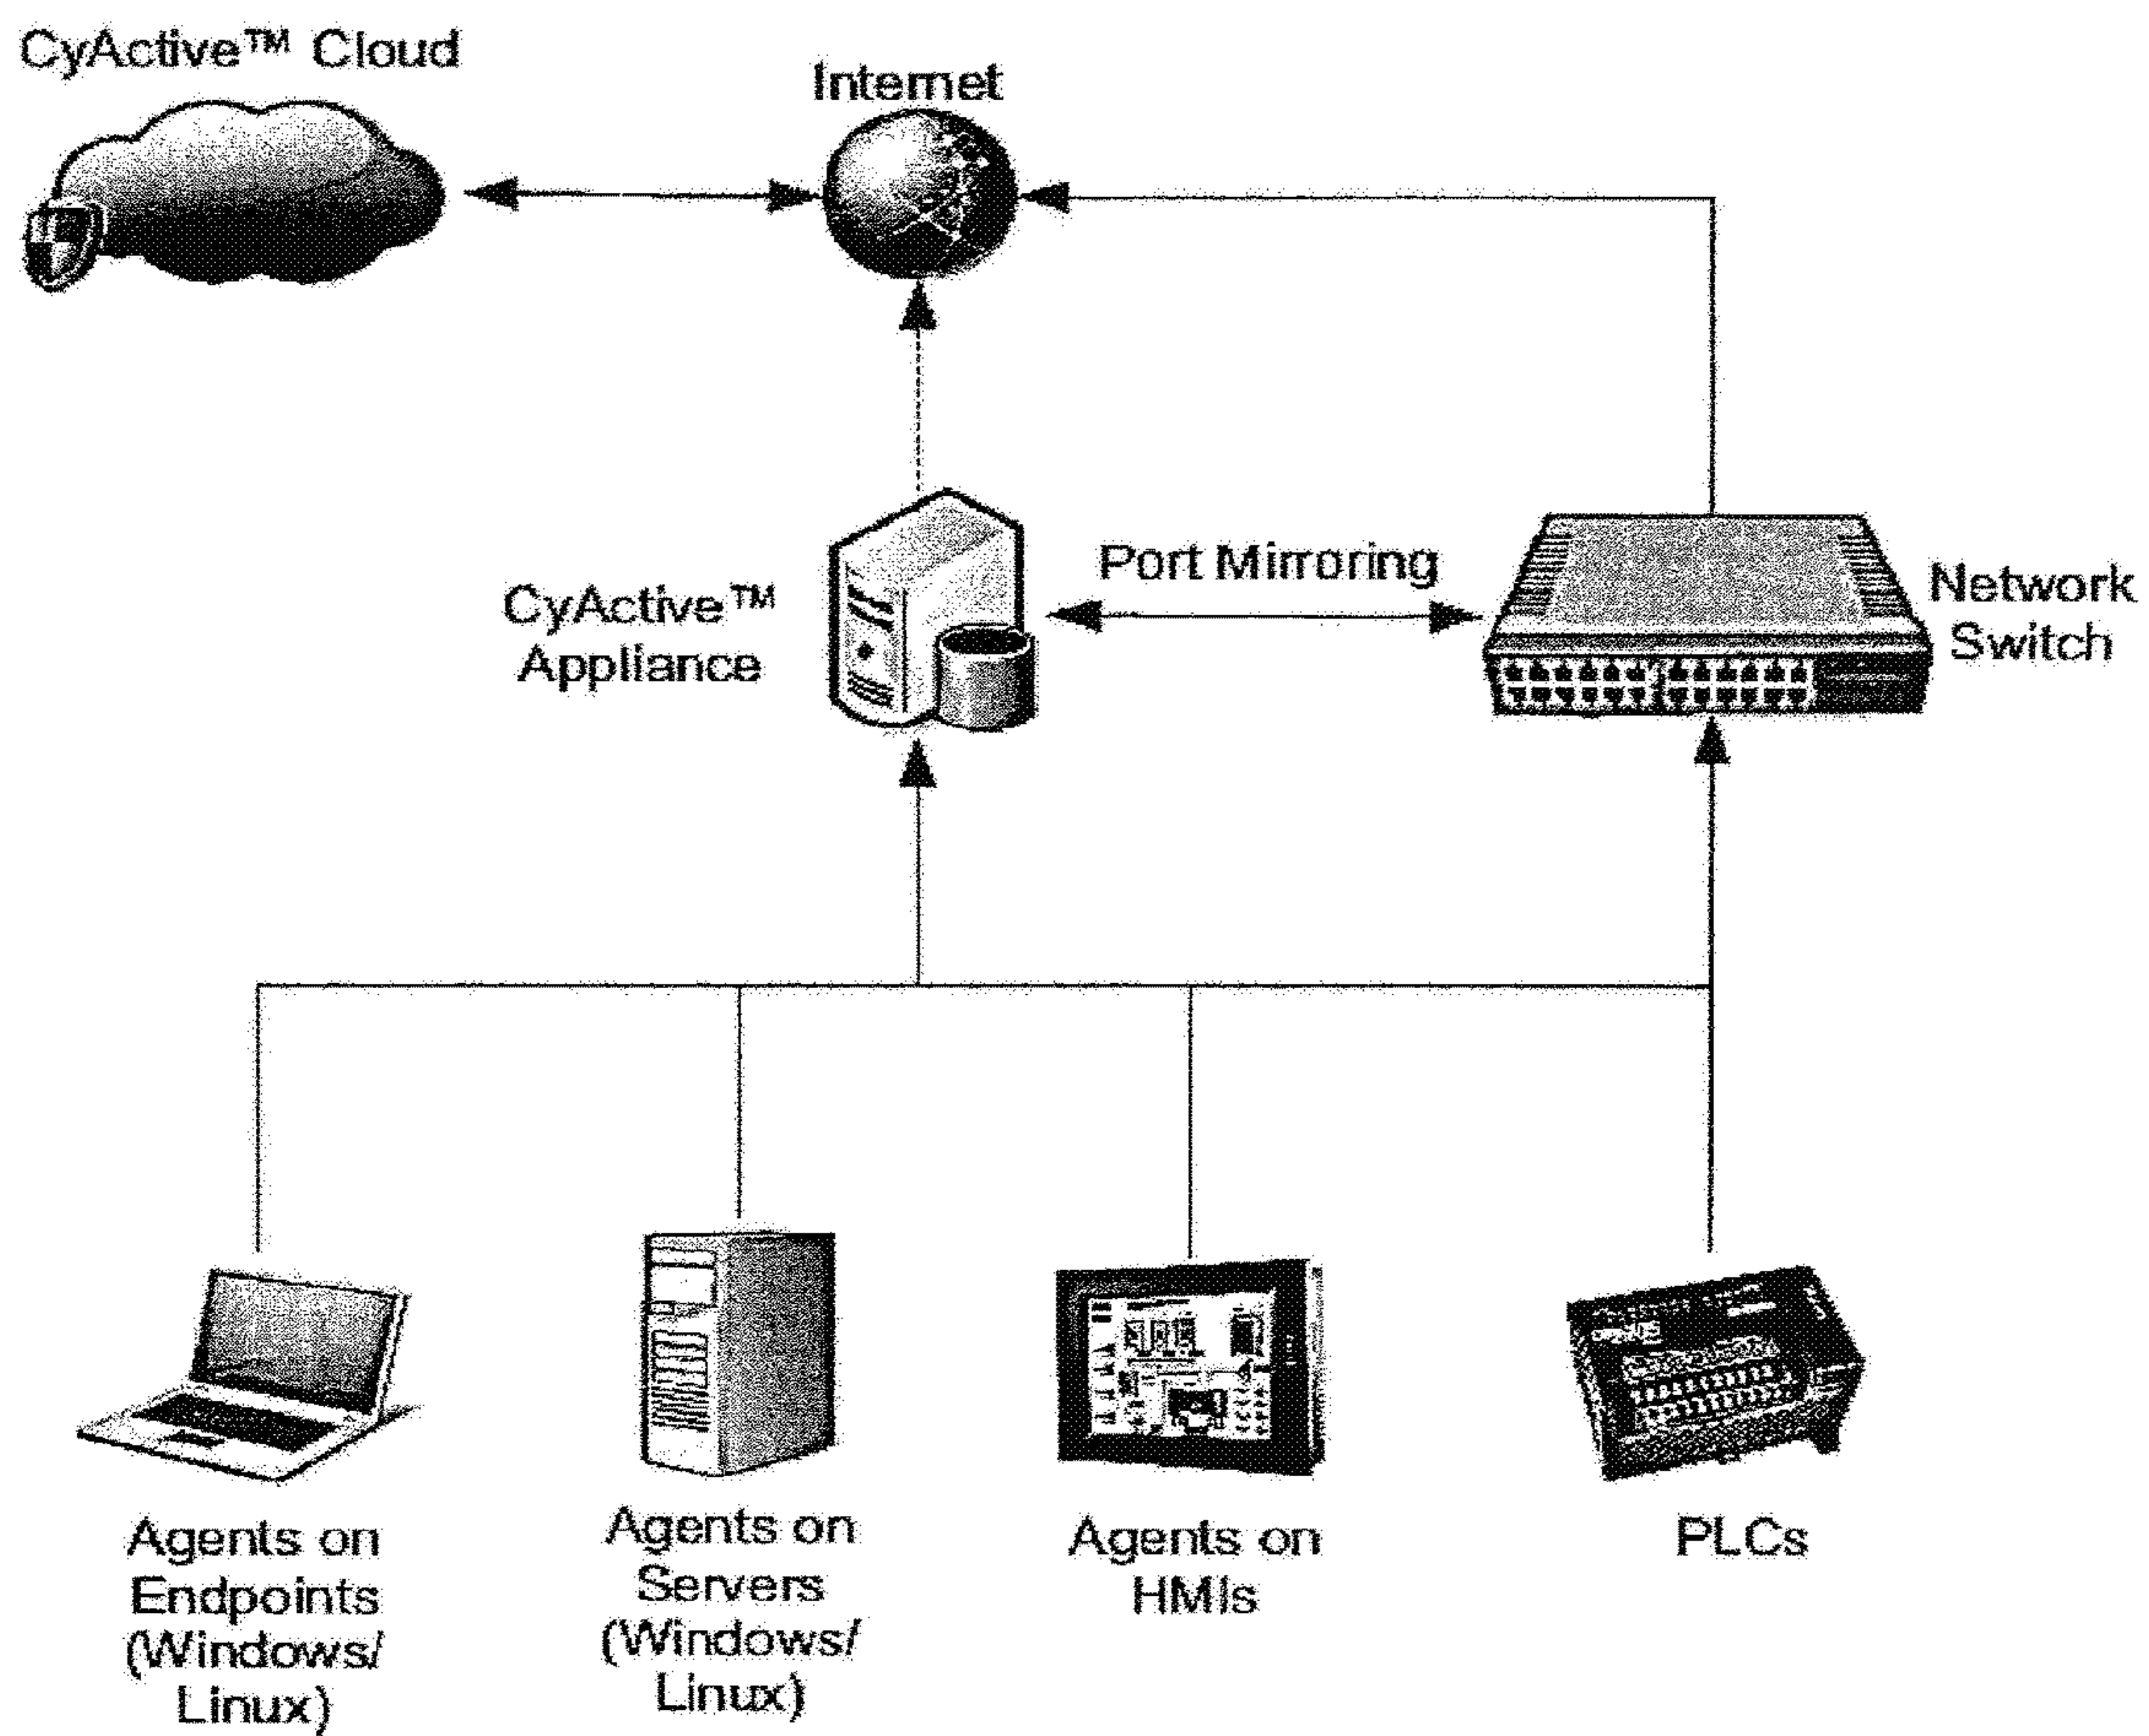 CyActive™ Cloud
Internet
Port Mirroring
CyActive™
Appliance
Network
Switch
Agents on
Endpoints
(Windows/
Linux)
Agents on
Servers
(Windows/
Linux)
Agents on
HMIs
PLCs